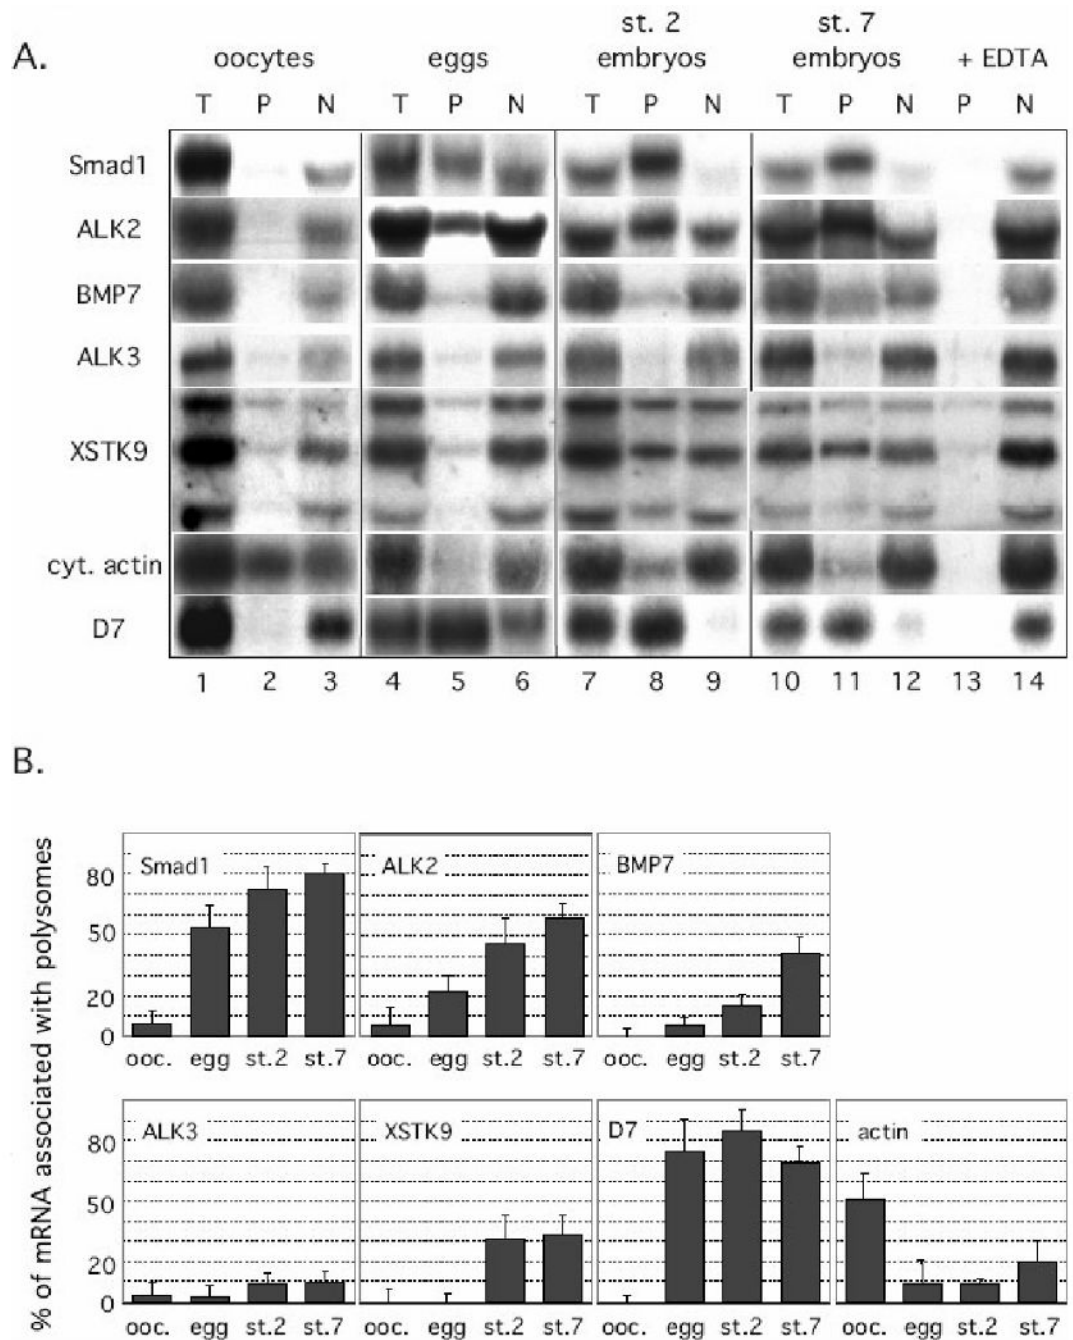 A.
st. 2 st. 7
oocytes eggs embryos embryos + EDTA
T P N T P N T P N T P N P N
Smad1
ALK2
BMP7
ALK3
XSTK9
cyt. actin
D7
1 2 3 4 5 6 7 8 9 10 11 12 13 14
B.
% of mRNA associated with polysomes
Smad1 ALK2 BMP7
80
50
20
0
ooc. egg st.2 st.7 ooc. egg st.2 st.7 ooc. egg st.2 st.7
ALK3 XSTK9 D7 actin
80
50
20
0
ooc. egg st.2 st.7 ooc. egg st.2 st.7 ooc. egg st.2 st.7 ooc. egg st.2 st.7